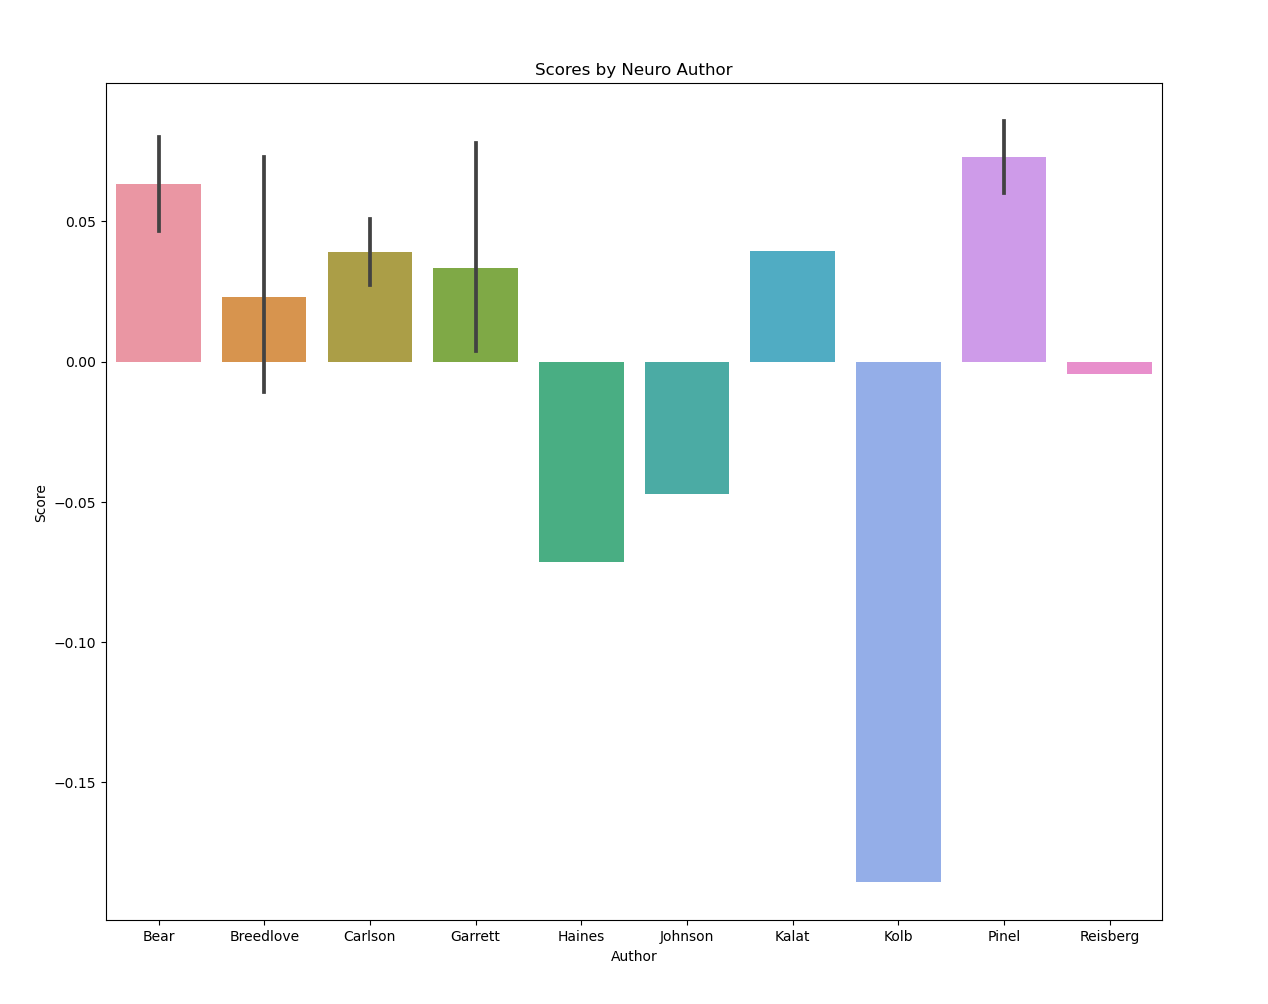 Scores by Neuro Author
0.05
0.00
−0.05
−0.10
−0.15
Score
Bear Breedlove Carlson Garrett Haines Johnson Kalat Kolb Pinel Reisberg
Author